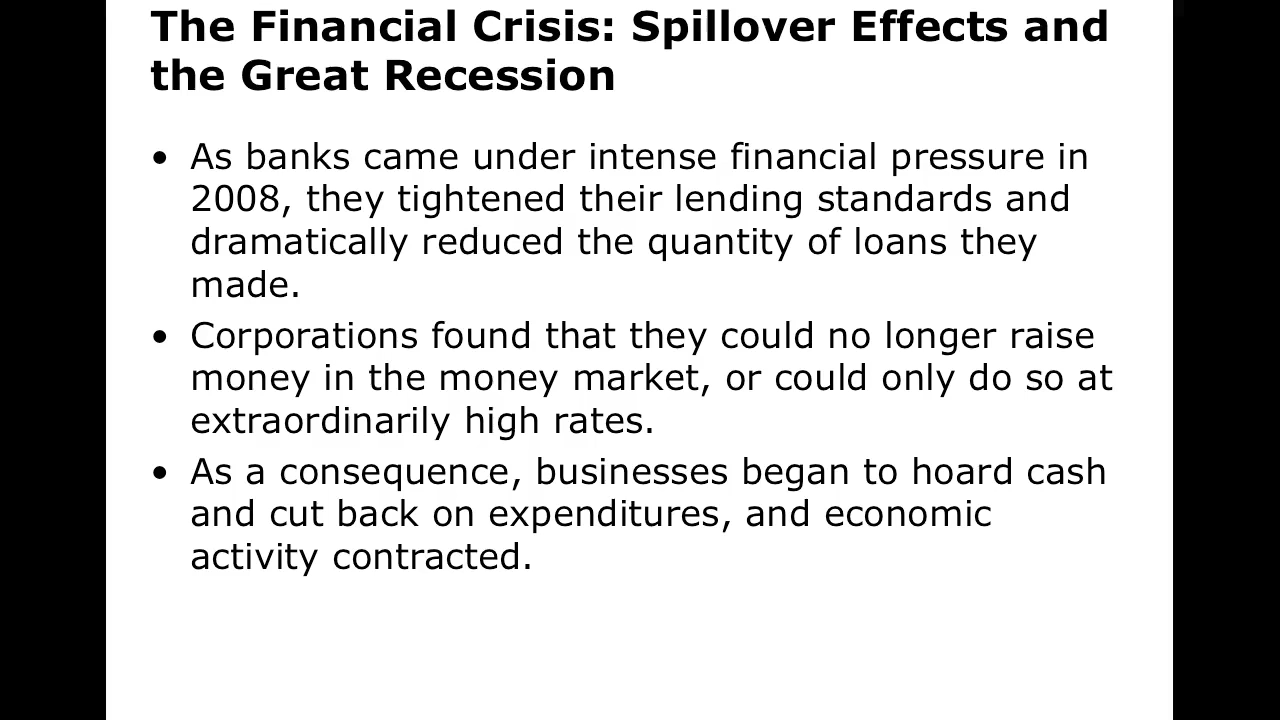 The Financial Crisis: Spillover Effects and
the Great Recession
• As banks came under intense financial pressure in
2008, they tightened their lending standards and
dramatically reduced the quantity of loans they
made.
• Corporations found that they could no longer raise
money in the money market, or could only do so at
extraordinarily high rates.
• As a consequence, businesses began to hoard cash
and cut back on expenditures, and economic
activity contracted.